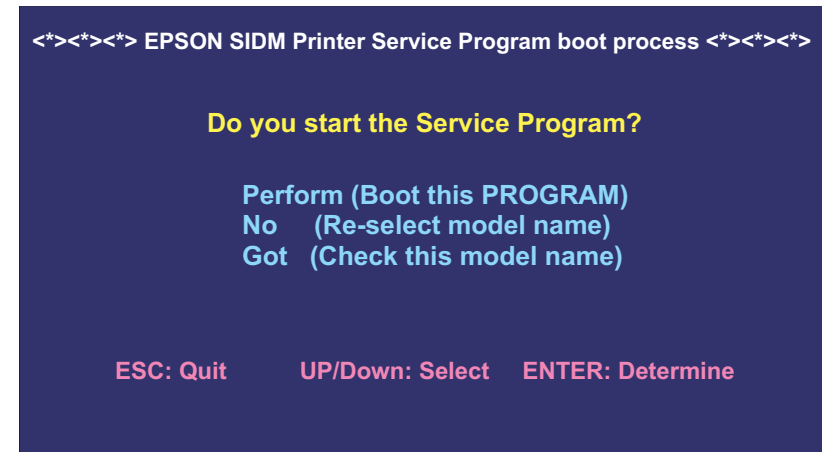 <*><*><*> EPSON SIDM Printer Service Program boot process <*><*><*>
Do you start the Service Program?
Perform (Boot this PROGRAM)
No (Re-select model name)
Got (Check this model name)
ESC: Quit UP/Down: Select ENTER: Determine